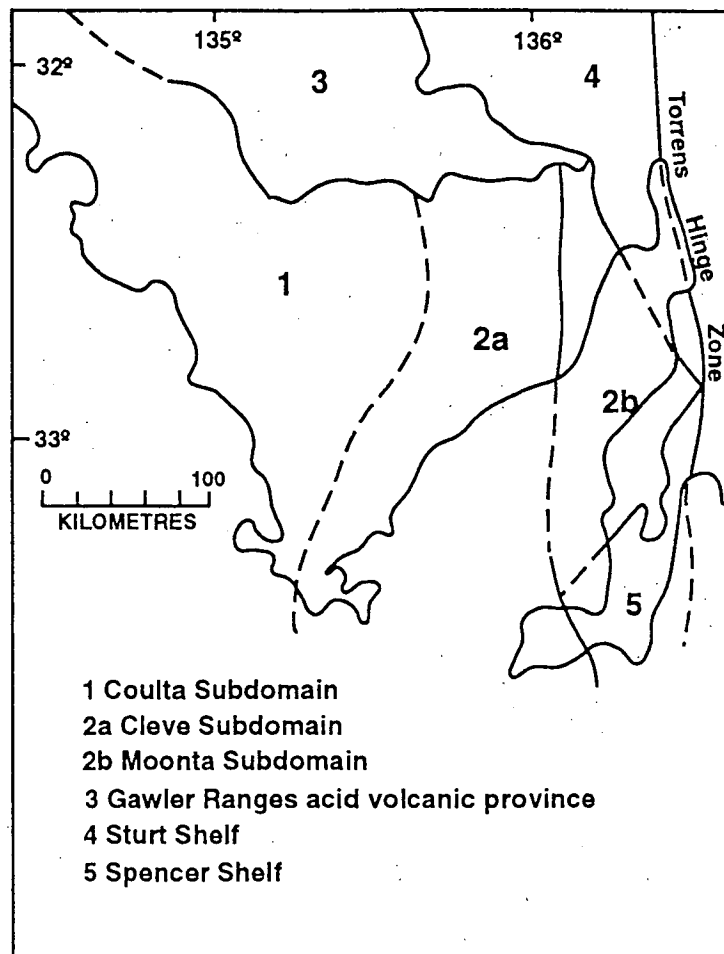 135º
136º
32º
3
4
Torrens
Hinge
Zone
1
2a
2b
33º
0
100
KILOMETRES
5
1 Coulta Subdomain
2a Cleve Subdomain
2b Moonta Subdomain
3 Gawler Ranges acid volcanic province
4 Sturt Shelf
5 Spencer Shelf